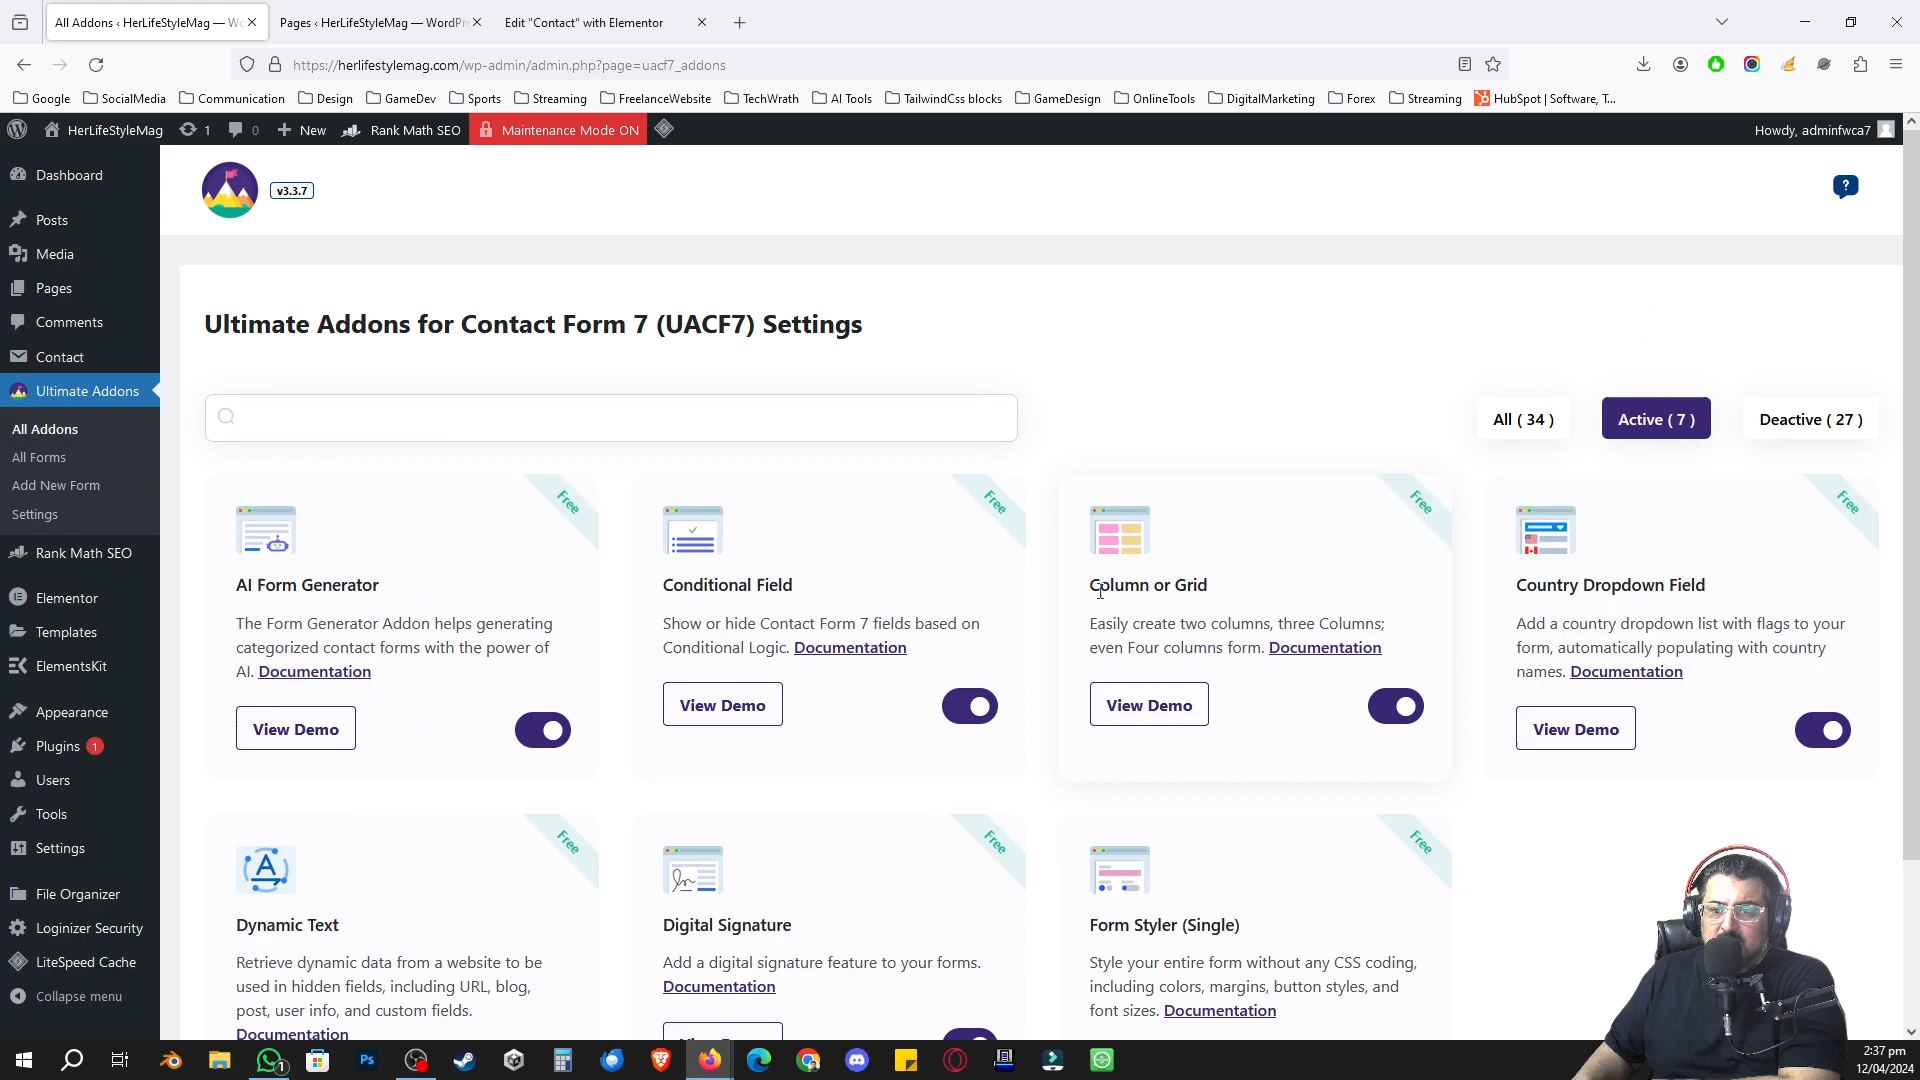 All Addons ‹ HerLifeStyleMag — Wo
Pages ‹ HerLifeStyleMag — WordPre
Edit "Contact" with Elementor
https://herlifestylemag.com/wp-admin/admin.php?page=uacf7_addons
Google
SocialMedia
Communication
Design
GameDev
Sports
Streaming
FreelanceWebsite
TechWrath
AI Tools
TailwindCss blocks
GameDesign
OnlineTools
DigitalMarketing
Forex
Streaming
HubSpot | Software, T...
HerLifeStyleMag
1
0
New
Rank Math SEO
Maintenance Mode ON
Howdy, adminfwca7
Dashboard
Posts
Media
Pages
Comments
Contact
Ultimate Addons
All Addons
All Forms
Add New Form
Settings
Rank Math SEO
Elementor
Templates
ElementsKit
Appearance
Plugins 1
Users
Tools
Settings
File Organizer
Loginizer Security
LiteSpeed Cache
Collapse menu
v3.3.7
?
Ultimate Addons for Contact Form 7 (UACF7) Settings
All ( 34 )
Active ( 7 )
Deactive ( 27 )
Free
AI Form Generator
The Form Generator Addon helps generating
categorized contact forms with the power of
AI. Documentation
View Demo
Free
Conditional Field
Show or hide Contact Form 7 fields based on
Conditional Logic. Documentation
View Demo
Free
Column or Grid
Easily create two columns, three Columns;
even Four columns form. Documentation
View Demo
Free
Country Dropdown Field
Add a country dropdown list with flags to your
form, automatically populating with country
names. Documentation
View Demo
Free
A
Dynamic Text
Retrieve dynamic data from a website to be
used in hidden fields, including URL, blog,
post, user info, and custom fields.
Documentation
Free
Digital Signature
Add a digital signature feature to your forms.
Documentation
Free
Form Styler (Single)
Style your entire form without any CSS coding,
including colors, margins, button styles, and
font sizes. Documentation
1
Ps
2:37 pm
12/04/2024